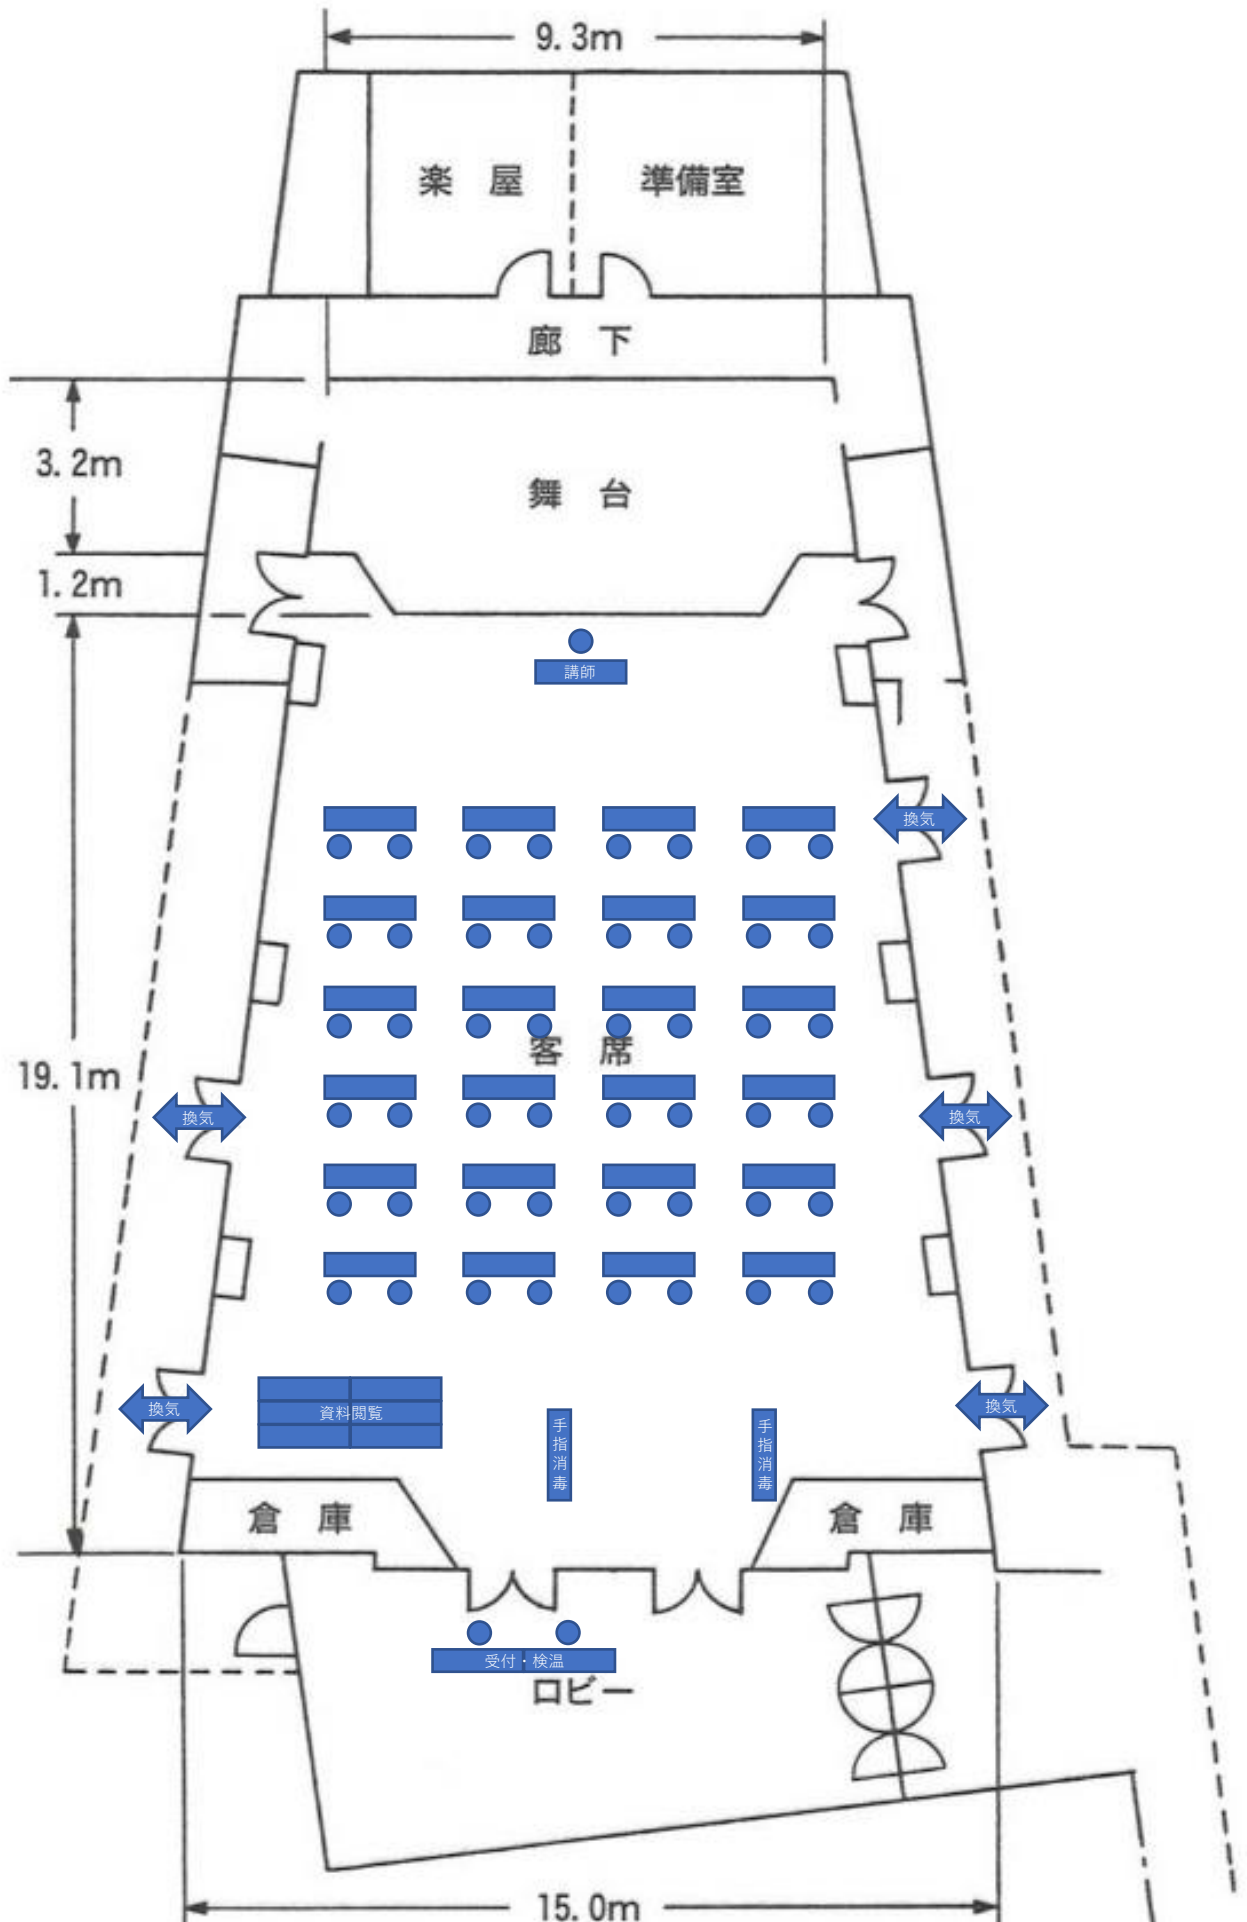 9.3m
楽 屋
準備室
廊 下
3.2m
舞 台
1.2m
講師
換気
客 席
19.1m
換気
換気
換気
資料閲覧
手指消毒
手指消毒
換気
倉 庫
倉 庫
受付・検温
ロビー
15.0m